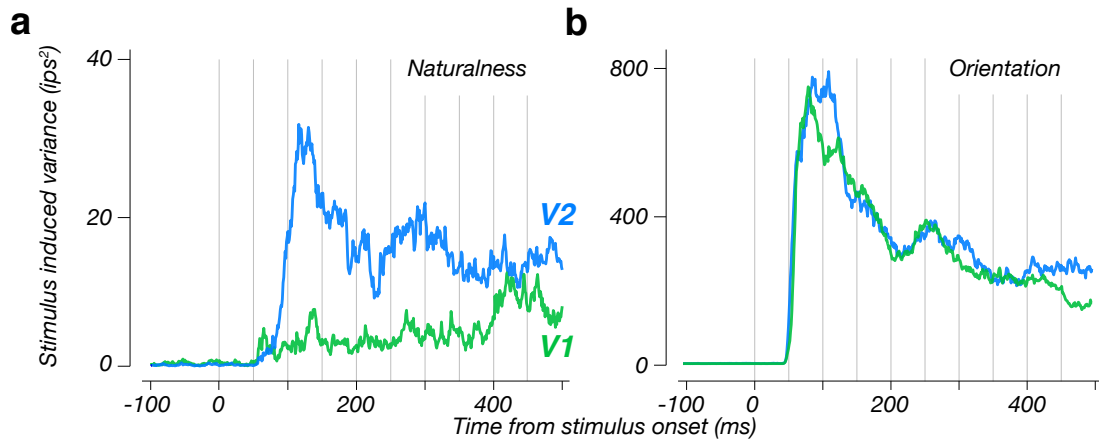 a
Stimulus induced variance (ips²)
40
20
0
Naturalness
V2
V1
-100
0
200
400
b
800
400
0
Orientation
-100
0
200
400
Time from stimulus onset (ms)